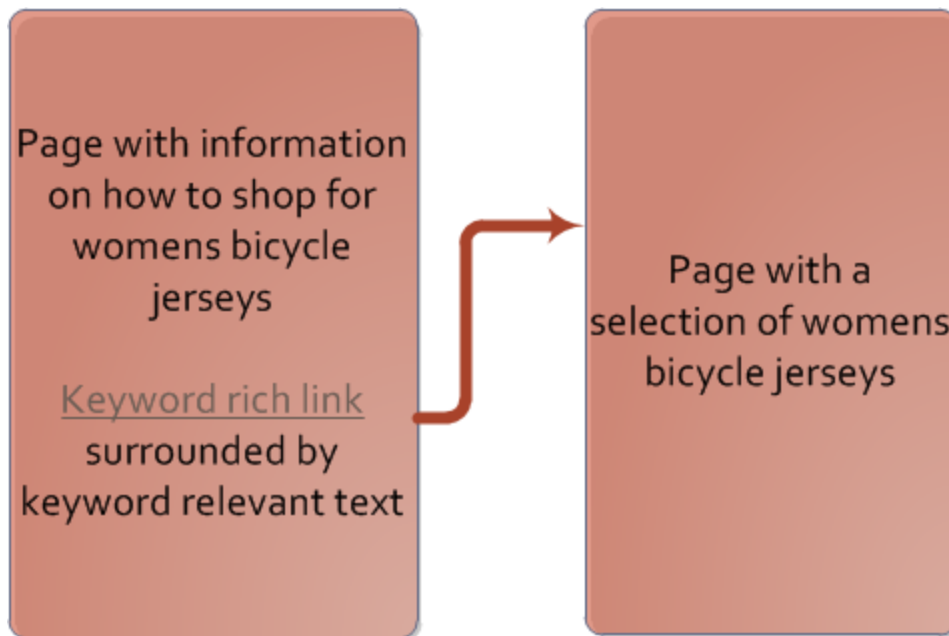 Page with information
on how to shop for
womens bicycle
jerseys
Keyword rich link
surrounded by
keyword relevant text
Page with a
selection of womens
bicycle jerseys